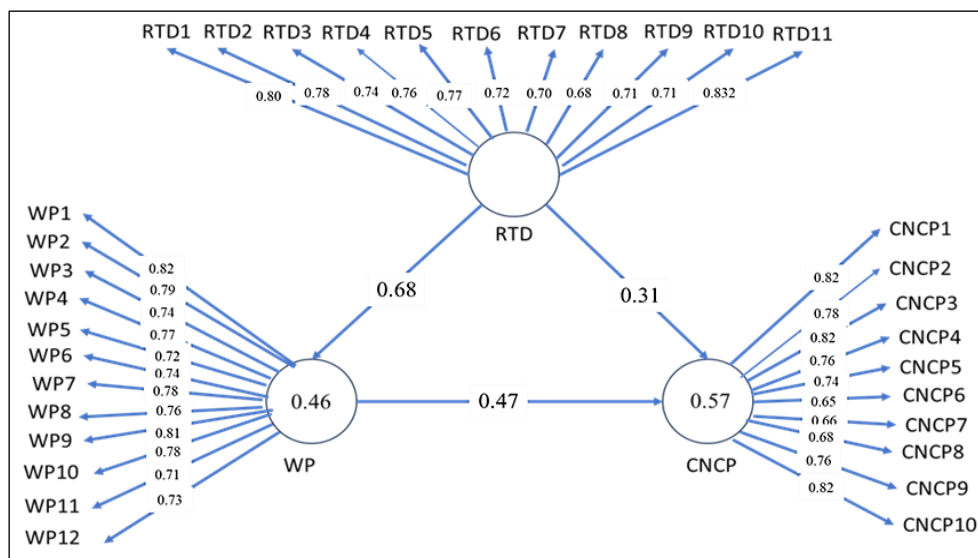 RTD1 RTD2 RTD3 RTD4 RTD5 RTD6 RTD7 RTD8 RTD9 RTD10 RTD11
0.80 0.78 0.74 0.76 0.77 0.72 0.70 0.68 0.71 0.71 0.832
RTD
0.68 0.31
WP1
WP2
WP3
WP4
WP5
WP6
WP7
WP8
WP9
WP10
WP11
WP12
0.82
0.79
0.74
0.77
0.72
0.74
0.78
0.76
0.81
0.78
0.71
0.73
0.46
WP
0.47
0.57
CNCP
0.82
0.78
0.82
0.76
0.74
0.65
0.66
0.68
0.76
0.82
CNCP1
CNCP2
CNCP3
CNCP4
CNCP5
CNCP6
CNCP7
CNCP8
CNCP9
CNCP10